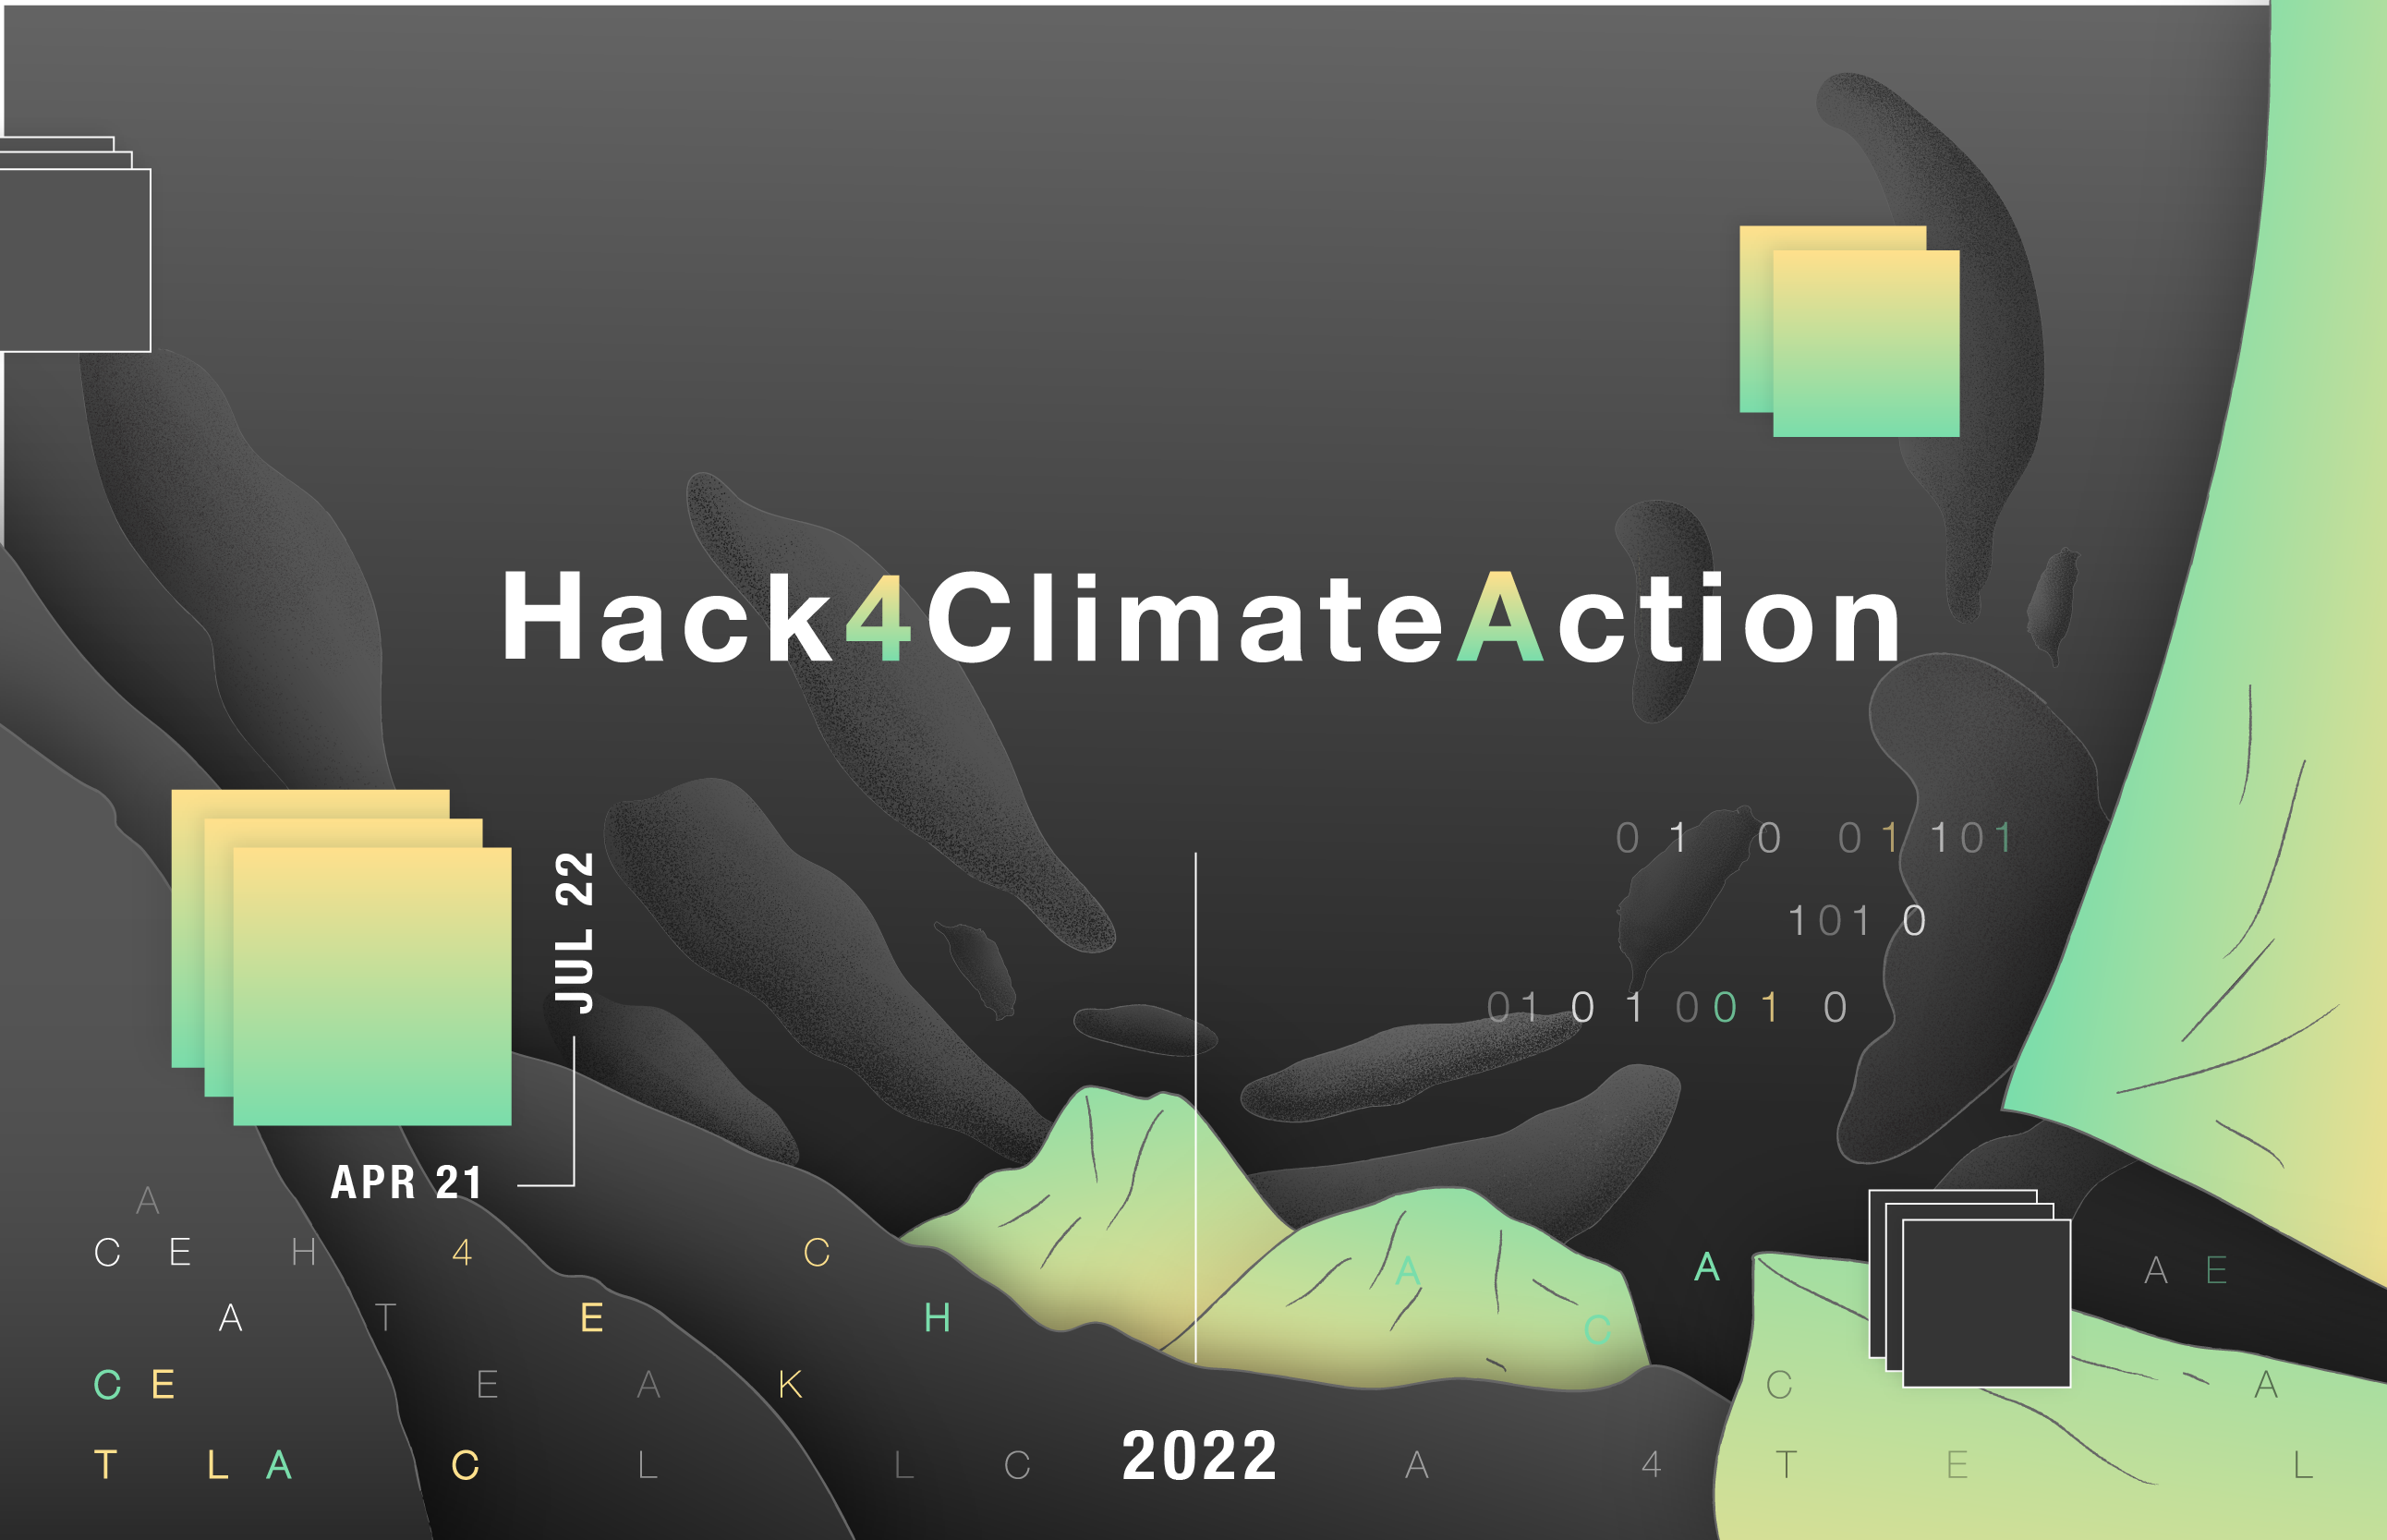 Hack4ClimateAction
0 1 0 0 1 1 0 1
1 0 1 0
0 1 0 1 0 0 1 0
JUL 22
APR 21
A
C E H 4 C A A A E
A T E H C
C E E A K C A
T L A C L L C 2022 A 4 T E L